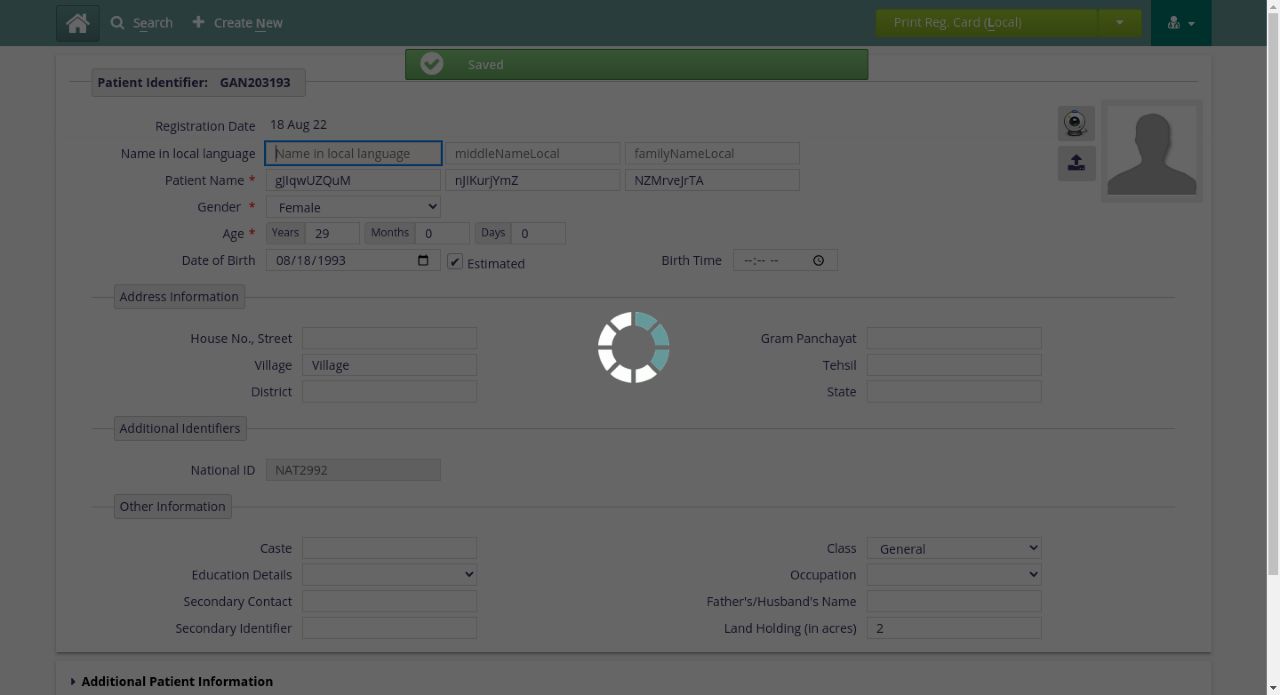 Search Create New Print Reg. Card (Local)
Saved
Patient Identifier: GAN203193
Registration Date 18 Aug 22
Name in local language Name in local language middleNameLocal familyNameLocal
Patient Name * gJIqwUZQuM nJIKurjYmZ NZMrveJrTA
Gender * Female
Age * Years 29 Months 0 Days 0
Date of Birth 08/18/1993 Estimated Birth Time --:-- --
Address Information
House No., Street Gram Panchayat
Village Village Tehsil
District State
Additional Identifiers
National ID NAT2992
Other Information
Caste Class General
Education Details Occupation
Secondary Contact Father's/Husband's Name
Secondary Identifier Land Holding (in acres) 2
Additional Patient Information